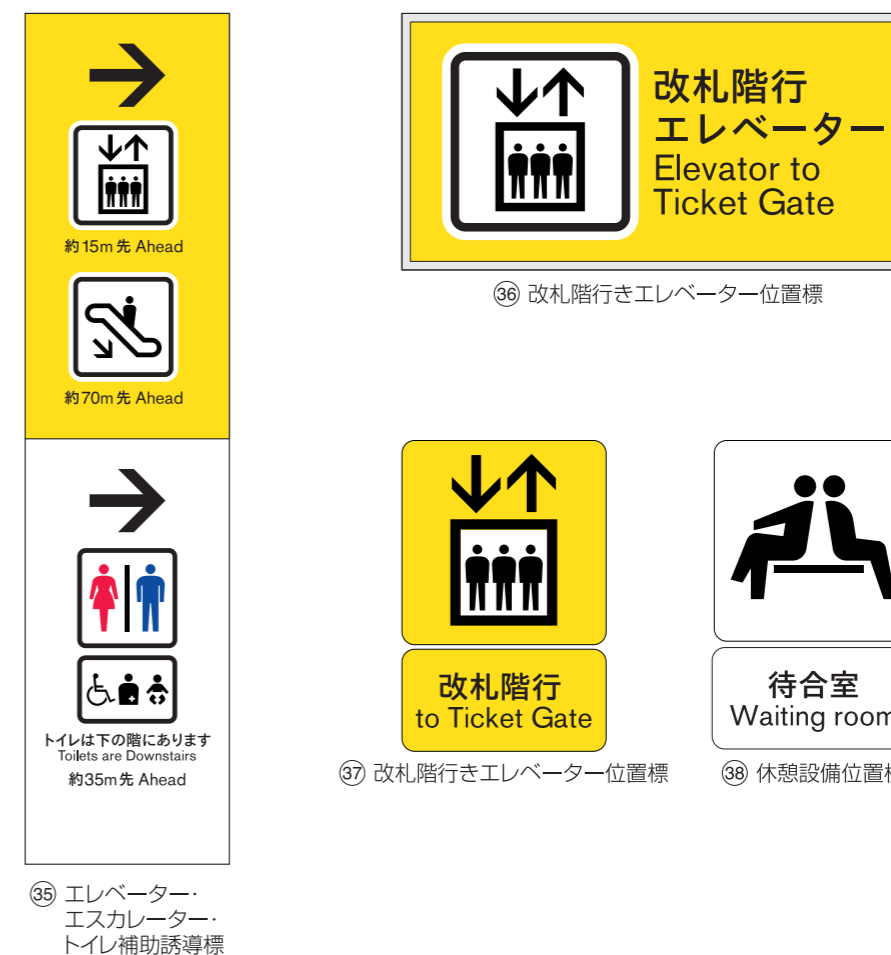 約15m先 Ahead
約70m先 Ahead
トイレは下の階にあります
Toilets are Downstairs
約35m先 Ahead
㉟ エレベーター・
エスカレーター・
トイレ補助誘導標
改札階行
エレベーター
Elevator to
Ticket Gate
㊱ 改札階行きエレベーター位置標
改札階行
to Ticket Gate
㊲ 改札階行きエレベーター位置標
待合室
Waiting room
㊳ 休憩設備位置標